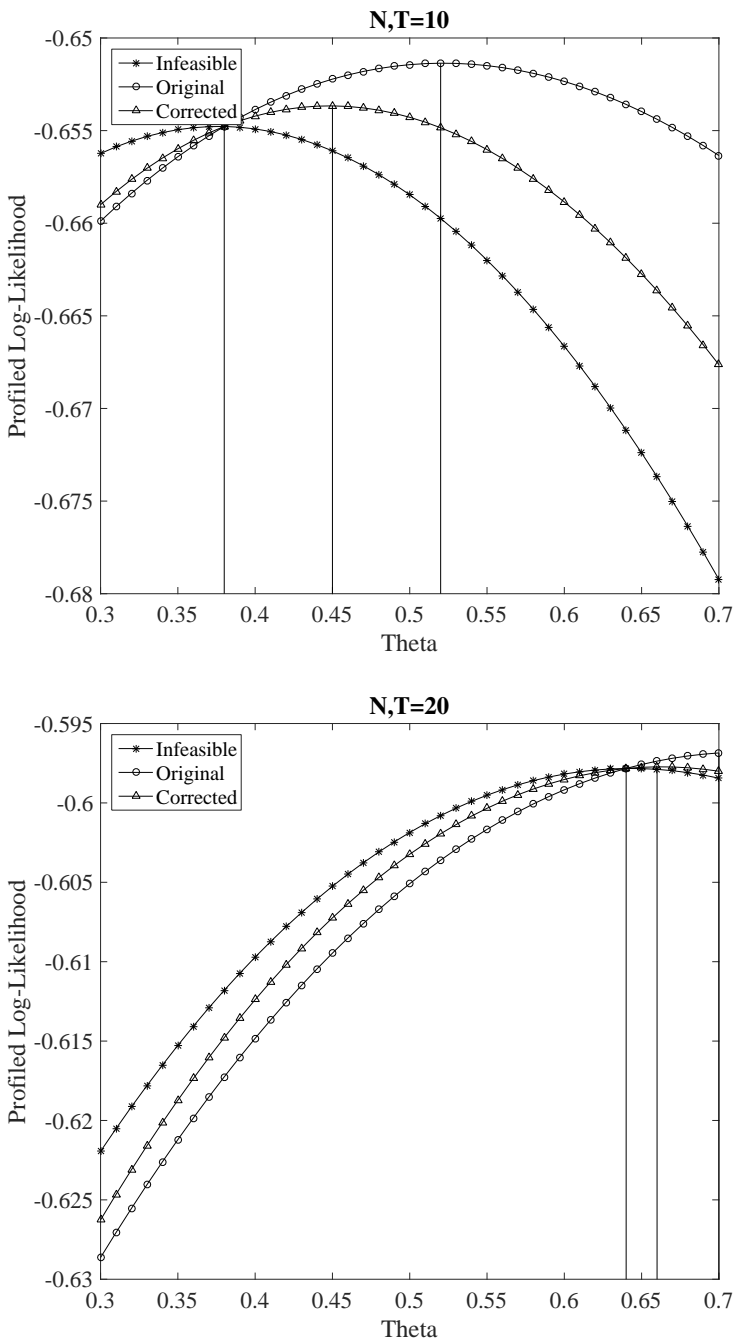 N,T=10
-0.65
-0.655
-0.66
-0.665
-0.67
-0.675
-0.68
Profiled Log-Likelihood
Infeasible
Original
Corrected
0.3 0.35 0.4 0.45 0.5 0.55 0.6 0.65 0.7
Theta
N,T=20
-0.595
-0.6
-0.605
-0.61
-0.615
-0.62
-0.625
-0.63
Profiled Log-Likelihood
Infeasible
Original
Corrected
0.3 0.35 0.4 0.45 0.5 0.55 0.6 0.65 0.7
Theta